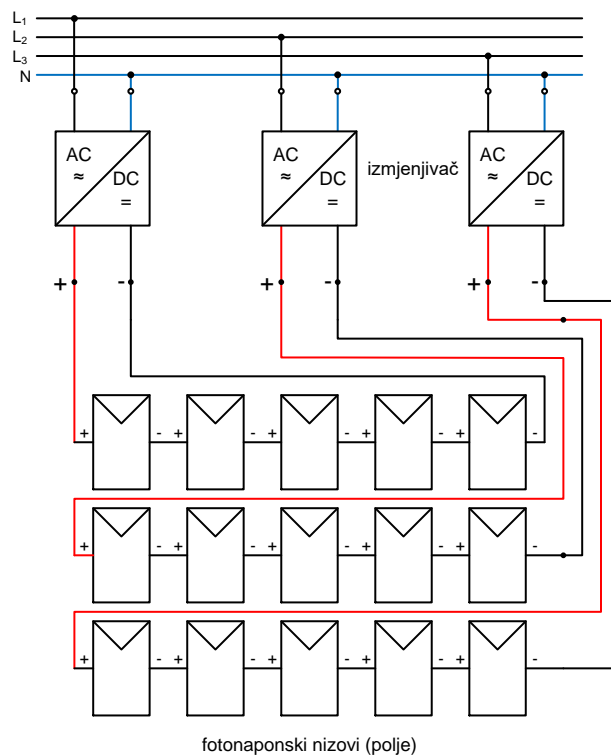 L₁
L₂
L₃
N
AC ≈ DC =
AC ≈ DC =
izmjenjivač
AC ≈ DC =
+ -
+ -
+ -
+ - + - + - + - + -
+ - + - + - + - + -
+ - + - + - + - + -
fotonaponski nizovi (polje)